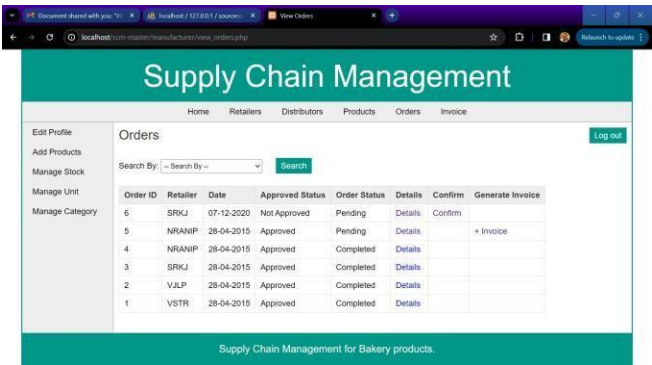 Document shared with you: "
localhost / 127.0.0.1 /
View Orders
localhost/scm-master/manufacturer/view_orders.php
Relaunch to update
Supply Chain Management
Home Retailers Distributors Products Orders Invoice
Edit Profile
Add Products
Manage Stock
Manage Unit
Manage Category
Orders
Log out
Search By: -- Search By -- Search
Order ID Retailer Date Approved Status Order Status Details Confirm Generate Invoice
6 SRKJ 07-12-2020 Not Approved Pending Details Confirm
5 NRANIP 28-04-2015 Approved Pending Details + Invoice
4 NRANIP 28-04-2015 Approved Completed Details
3 SRKJ 28-04-2015 Approved Completed Details
2 VJLP 28-04-2015 Approved Completed Details
1 VSTR 28-04-2015 Approved Completed Details
Supply Chain Management for Bakery products.